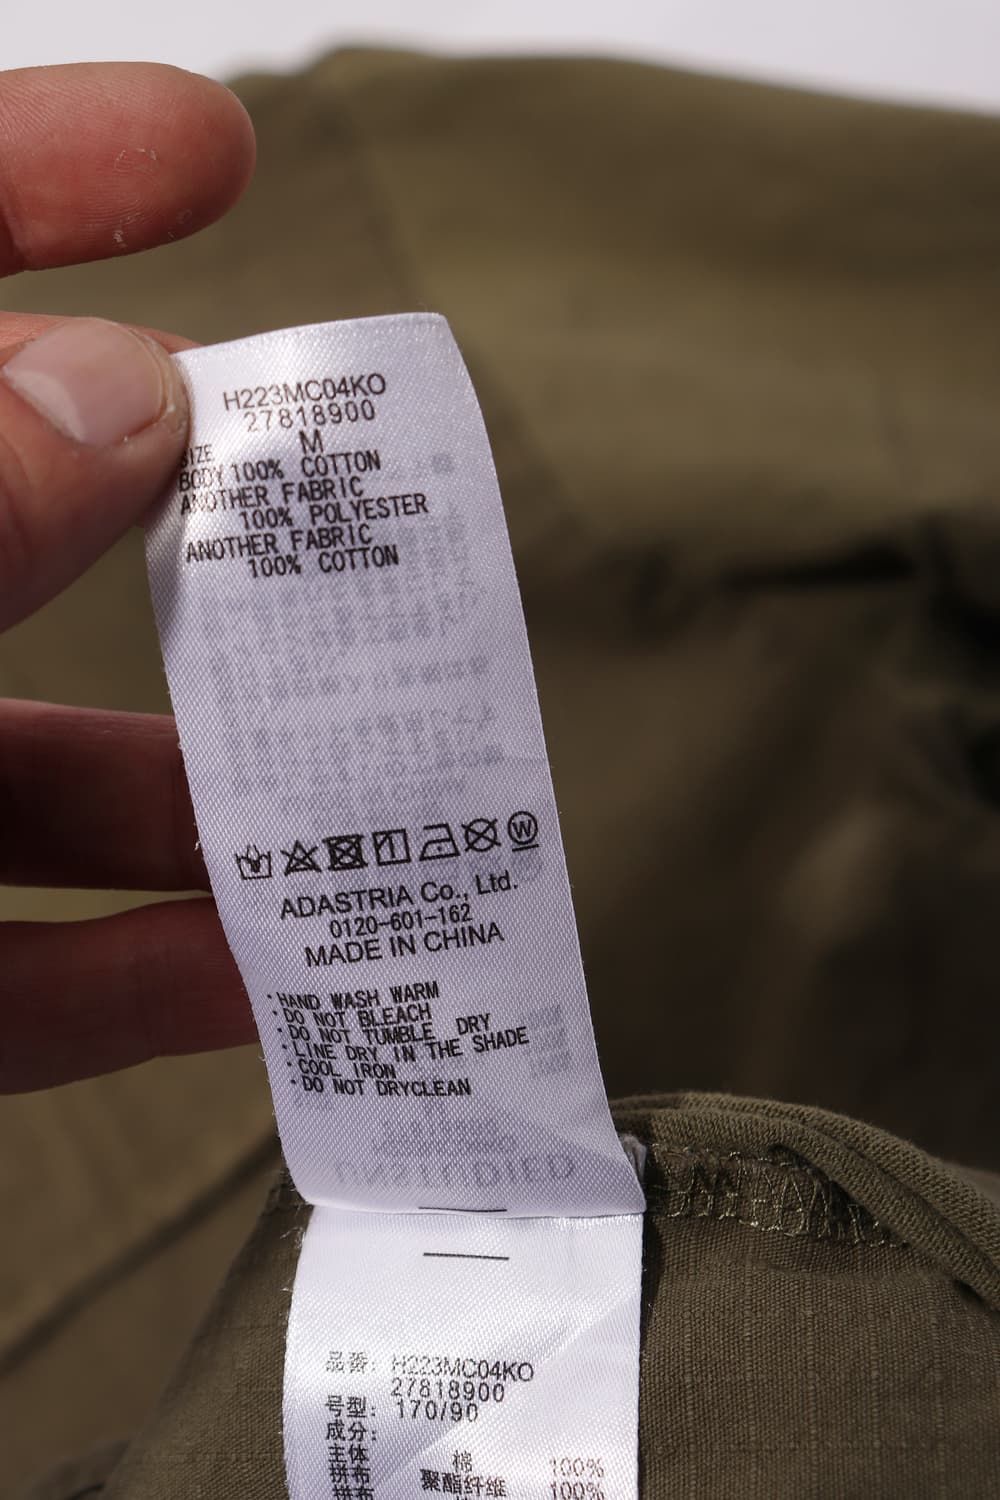 H223MC04KO
27818900
SIZE M
BODY 100% COTTON
ANOTHER FABRIC
100% POLYESTER
ANOTHER FABRIC
100% COTTON
W
ADASTRIA Co., Ltd.
0120-601-162
MADE IN CHINA
・HAND WASH WARM
・DO NOT BLEACH
・DO NOT TUMBLE DRY
・LINE DRY IN THE SHADE
・COOL IRON
・DO NOT DRYCLEAN
品番: H223MC04KO
27818900
号型: 170/90
成分:
主体 棉 100%
拼布 聚酯纤维 100%
拼布